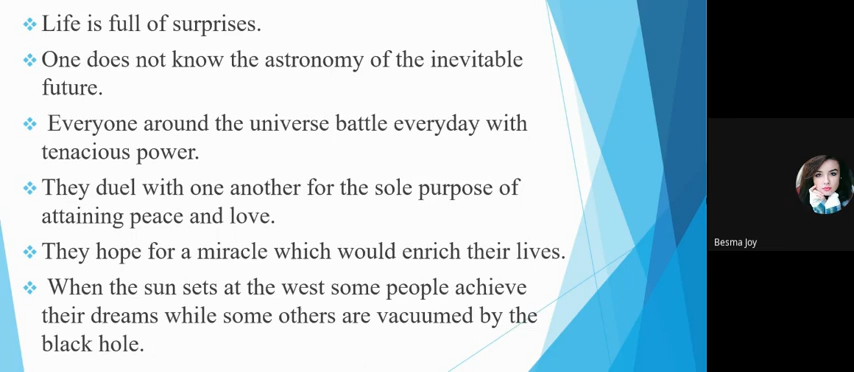 Life is full of surprises.
One does not know the astronomy of the inevitable
future.
Everyone around the universe battle everyday with
tenacious power.
They duel with one another for the sole purpose of
attaining peace and love.
They hope for a miracle which would enrich their lives.
When the sun sets at the west some people achieve
their dreams while some others are vacuumed by the
black hole.
Besma Joy